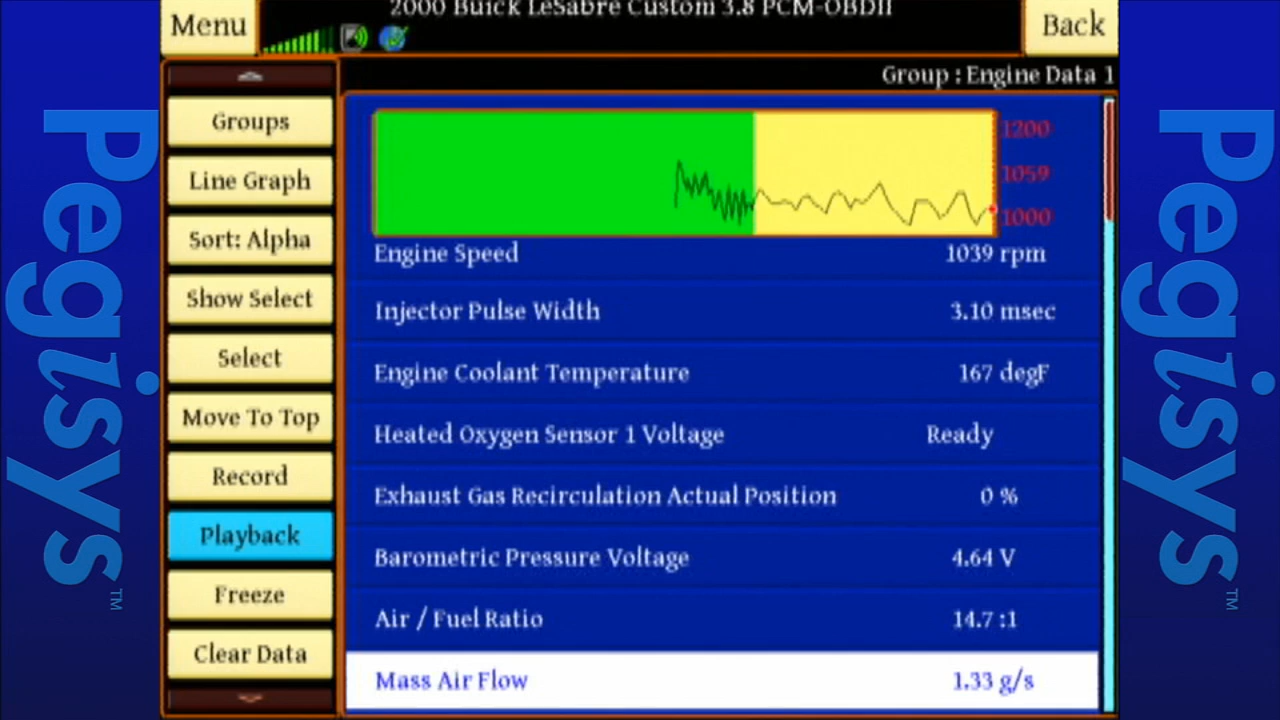 2000 Buick LeSabre Custom 3.8 PCM-OBDII
Menu
Back
Group : Engine Data 1
Groups
Line Graph
Sort: Alpha
Show Select
Select
Move To Top
Record
Playback
Freeze
Clear Data
1200
1059
1000
Engine Speed 1039 rpm
Injector Pulse Width 3.10 msec
Engine Coolant Temperature 167 degF
Heated Oxygen Sensor 1 Voltage Ready
Exhaust Gas Recirculation Actual Position 0 %
Barometric Pressure Voltage 4.64 V
Air / Fuel Ratio 14.7 :1
Mass Air Flow 1.33 g/s
Pegisys™
Pegisys™